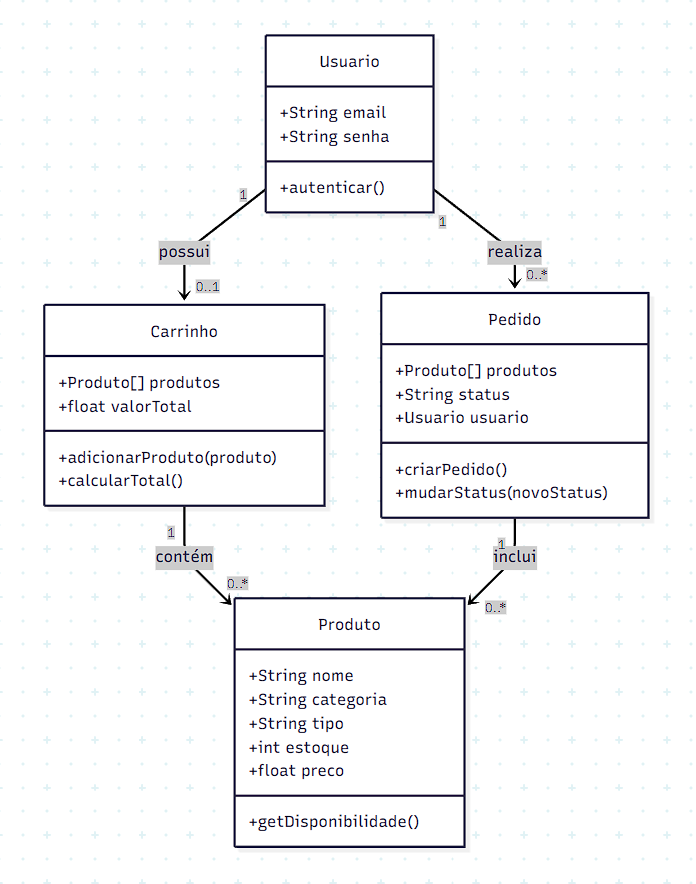 Usuario
+String email
+String senha
+autenticar()
1
1
possui
realiza
0..1
0..*
Carrinho
+Produto[] produtos
+float valorTotal
+adicionarProduto(produto)
+calcularTotal()
Pedido
+Produto[] produtos
+String status
+Usuario usuario
+criarPedido()
+mudarStatus(novoStatus)
1
contém
0..*
1
inclui
0..*
Produto
+String nome
+String categoria
+String tipo
+int estoque
+float preco
+getDisponibilidade()